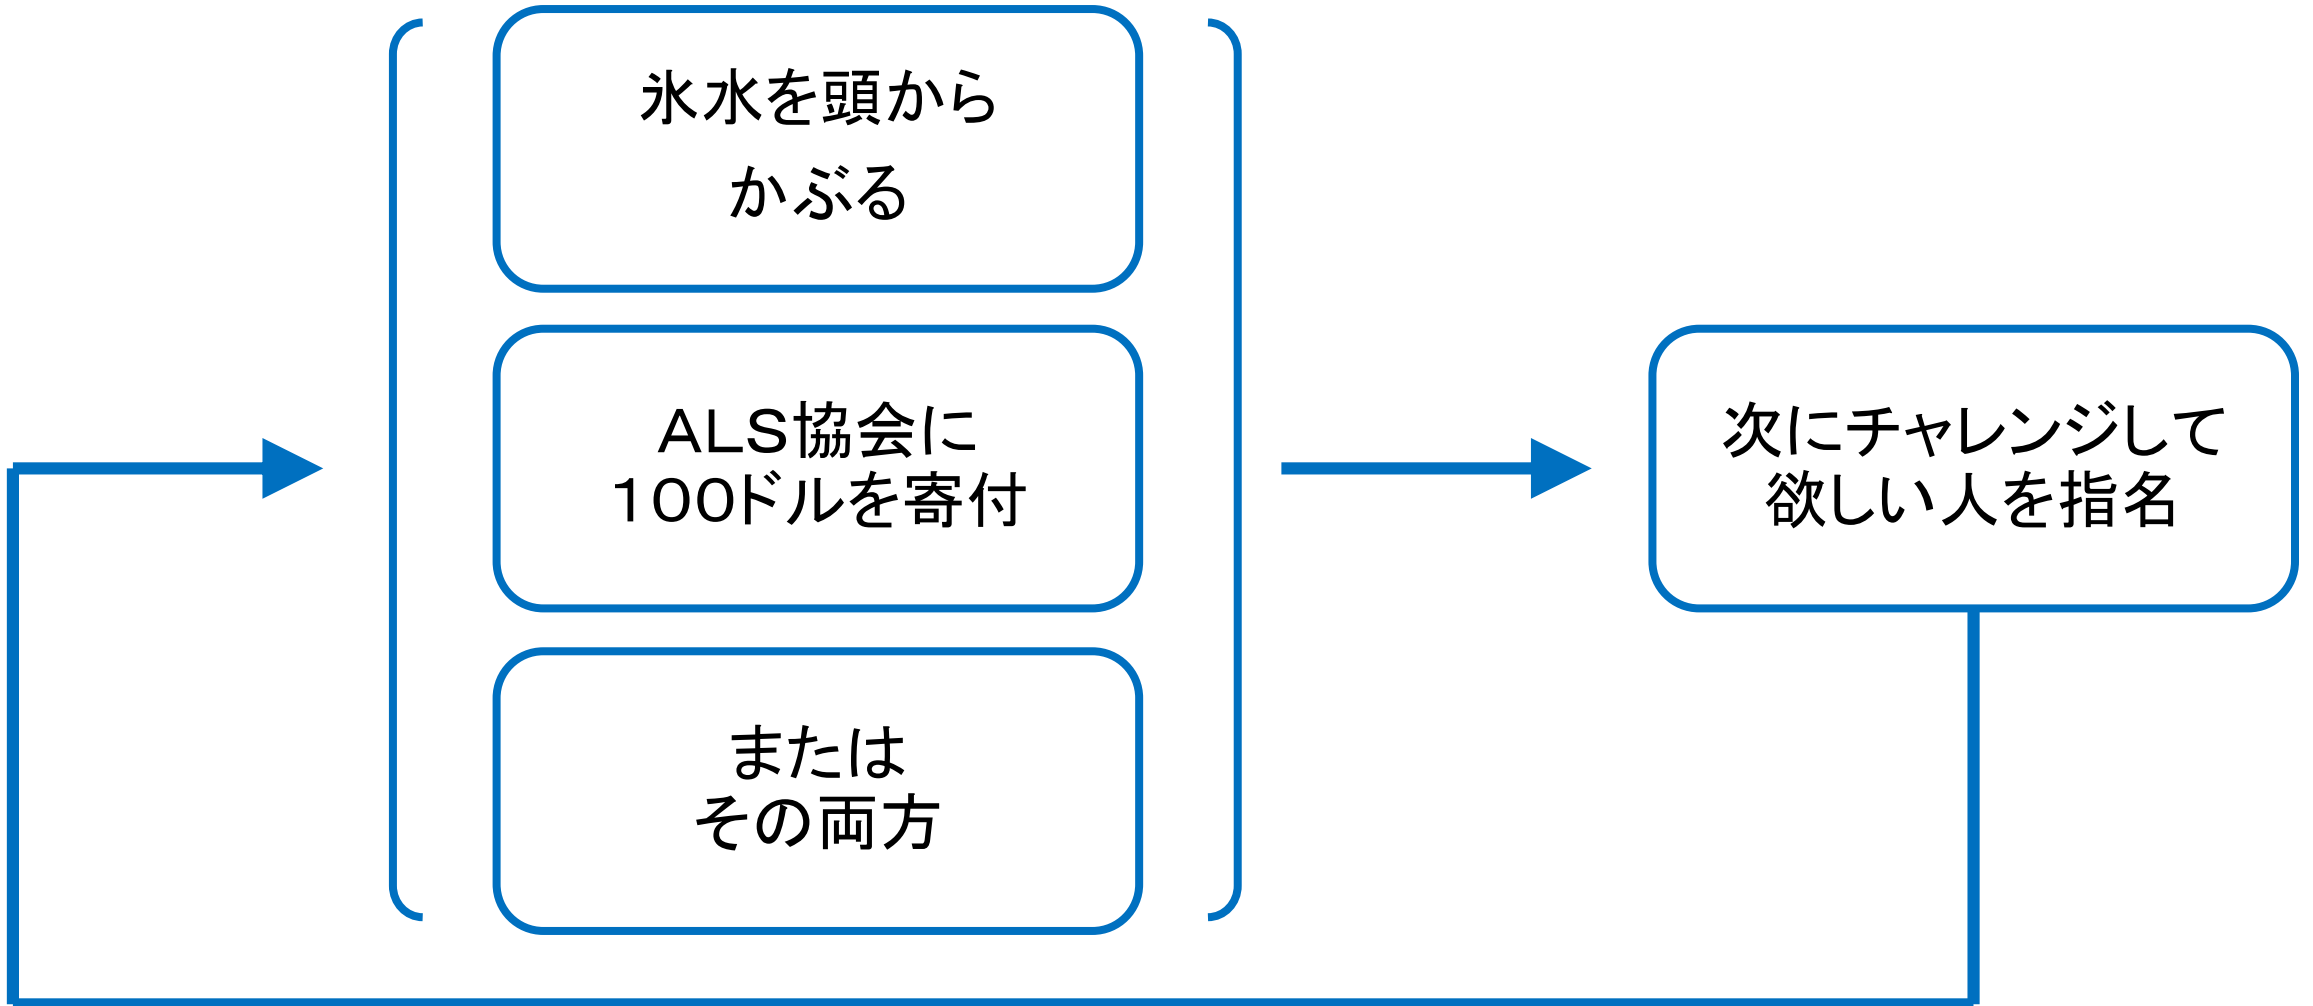 氷水を頭から
かぶる
ALS協会に
100ドルを寄付
または
その両方
次にチャレンジして
欲しい人を指名